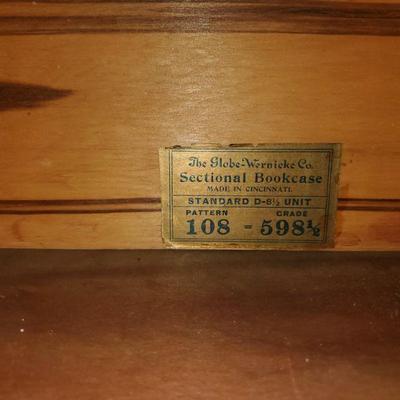 The Globe-Wernicke Co.
Sectional Bookcase
MADE IN CINCINNATI.
STANDARD D-8½ UNIT
PATTERN GRADE
108 - 598½